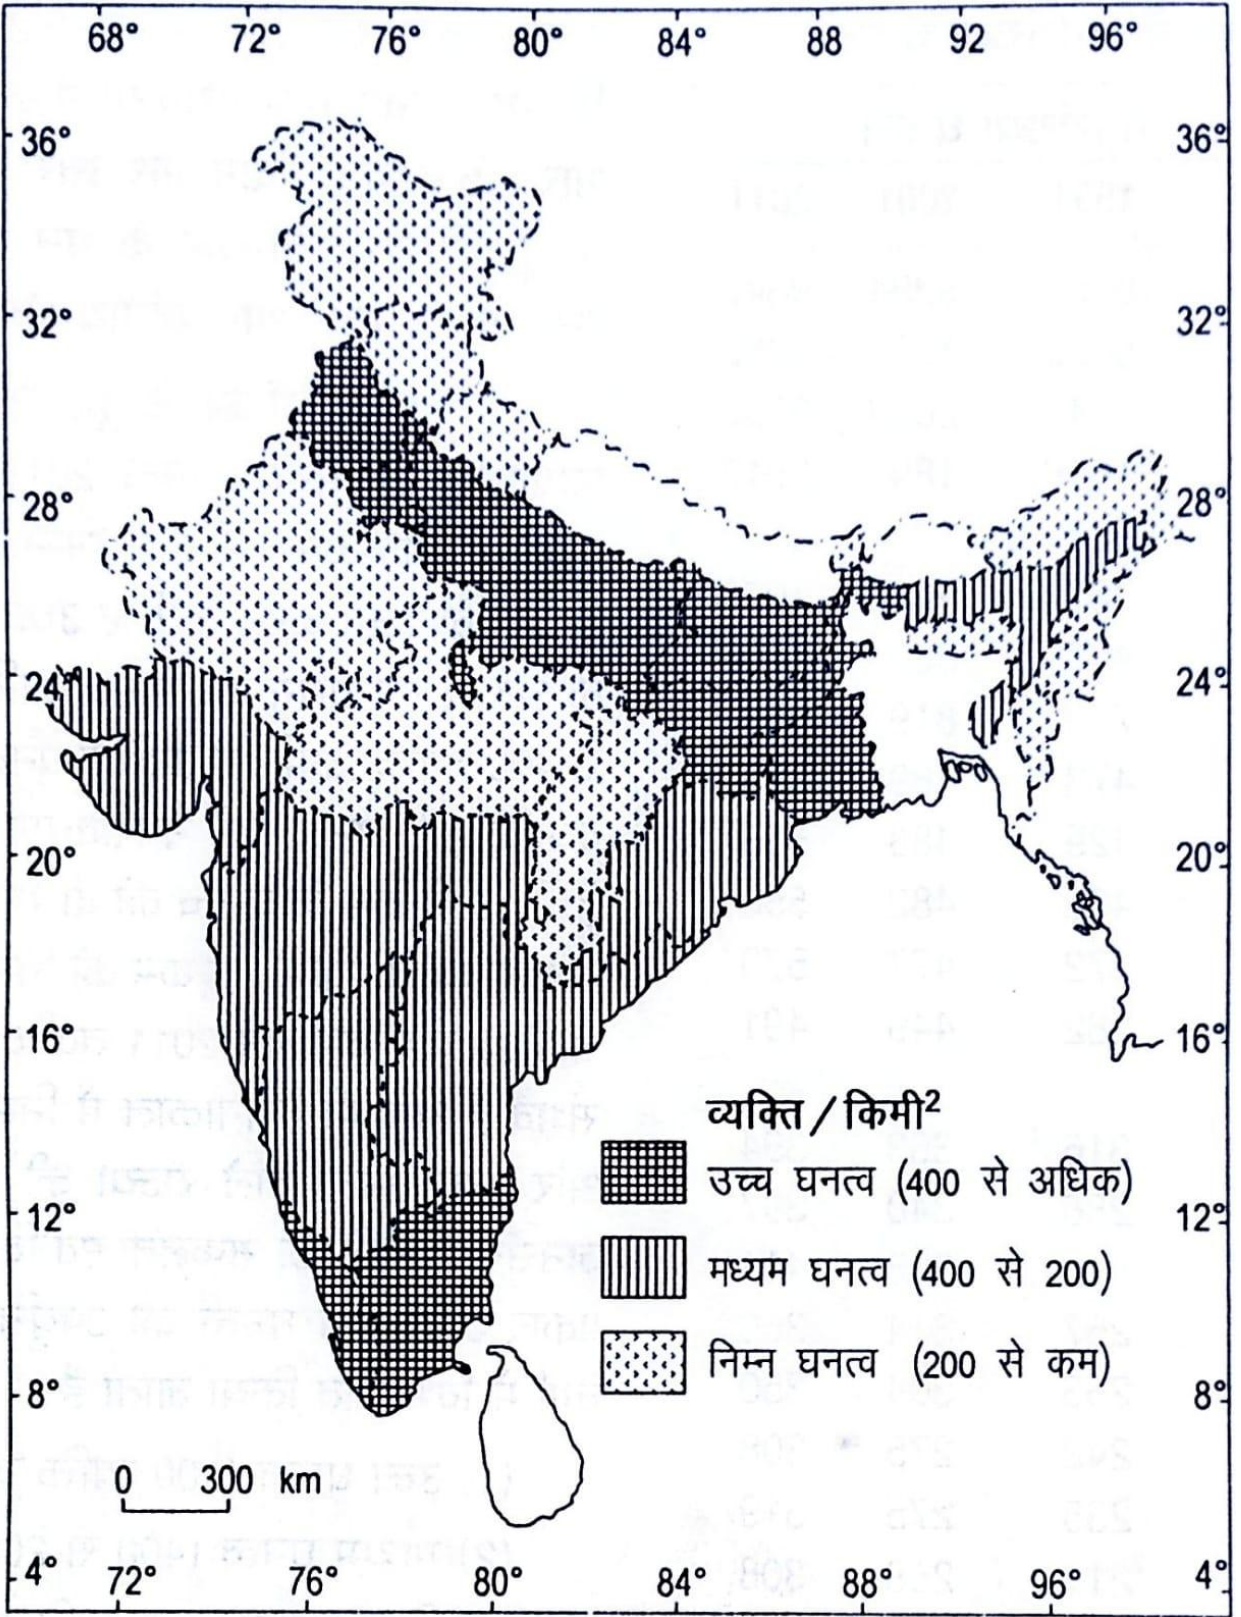 68° 72° 76° 80° 84° 88 92° 96°
36° 36°
32° 32°
28° 28°
24° 24°
20° 20°
16° 16°
व्यक्ति / किमी²
उच्च घनत्व (400 से अधिक)
12° 12°
मध्यम घनत्व (400 से 200)
निम्न घनत्व (200 से कम)
8° 8°
0 300 km
4° 72° 76° 80° 84° 88° 96° 4°